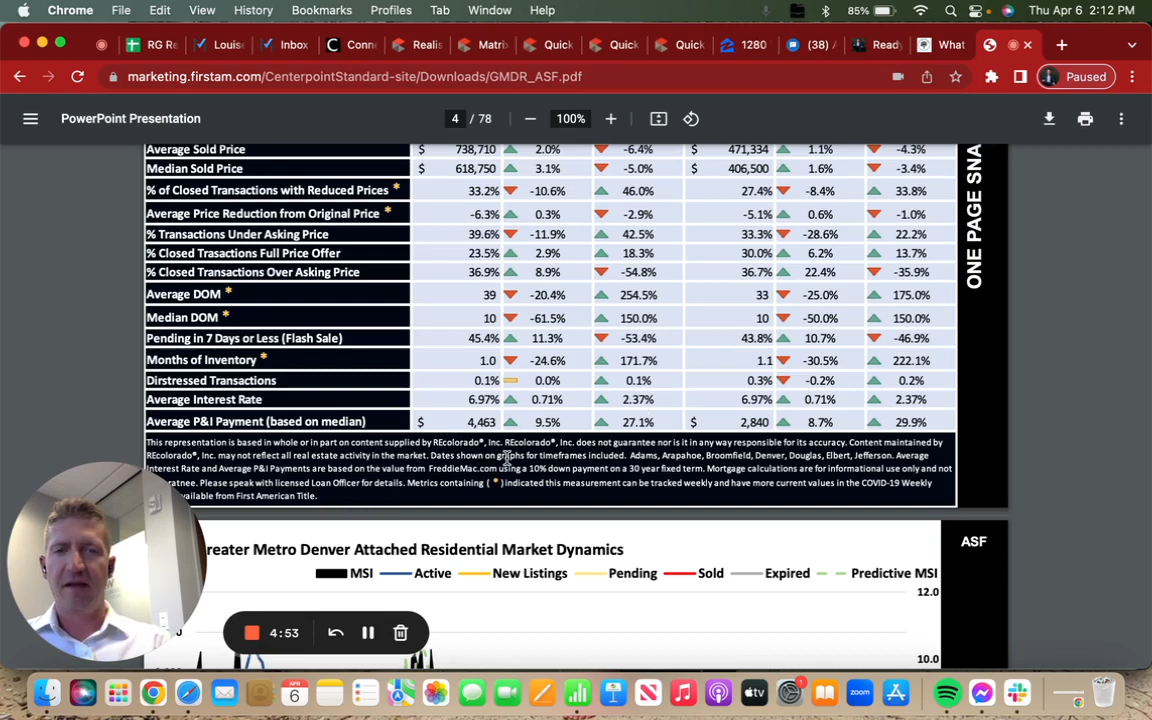 Chrome File Edit View History Bookmarks Profiles Tab Window Help 85% Thu Apr 6 2:12 PM
RG Re Louis Inbox Conn Realis Matrix Quick Quick Quick 1280 (38) Ready What
marketing.firstam.com/CenterpointStandard-site/Downloads/GMDR_ASF.pdf Paused
PowerPoint Presentation 4 / 78 100%
Average Sold Price $ 738,710 2.0% -6.4% $ 471,334 1.1% -4.3%
Median Sold Price $ 618,750 3.1% -5.0% $ 406,500 1.6% -3.4%
% of Closed Transactions with Reduced Prices * 33.2% -10.6% 46.0% 27.4% -8.4% 33.8%
Average Price Reduction from Original Price * -6.3% 0.3% -2.9% -5.1% 0.6% -1.0%
% Transactions Under Asking Price 39.6% -11.9% 42.5% 33.3% -28.6% 22.2%
% Closed Trasactions Full Price Offer 23.5% 2.9% 18.3% 30.0% 6.2% 13.7%
% Closed Transactions Over Asking Price 36.9% 8.9% -54.8% 36.7% 22.4% -35.9%
Average DOM * 39 -20.4% 254.5% 33 -25.0% 175.0%
Median DOM * 10 -61.5% 150.0% 10 -50.0% 150.0%
Pending in 7 Days or Less (Flash Sale) 45.4% 11.3% -53.4% 43.8% 10.7% -46.9%
Months of Inventory * 1.0 -24.6% 171.7% 1.1 -30.5% 222.1%
Dirstressed Transactions 0.1% 0.0% 0.1% 0.3% -0.2% 0.2%
Average Interest Rate 6.97% 0.71% 2.37% 6.97% 0.71% 2.37%
Average P&I Payment (based on median) $ 4,463 9.5% 27.1% $ 2,840 8.7% 29.9%
ONE PAGE SNA
This representation is based in whole or in part on content supplied by REcolorado®, Inc. REcolorado®, Inc. does not guarantee nor is it in any way responsible for its accuracy. Content maintained by
REcolorado®, Inc. may not reflect all real estate activity in the market. Dates shown on graphs for timeframes included. Adams, Arapahoe, Broomfield, Denver, Douglas, Elbert, Jefferson. Average
Interest Rate and Average P&I Payments are based on the value from FreddieMac.com using a 10% down payment on a 30 year fixed term. Mortgage calculations are for informational use only and not
ratnee. Please speak with licensed Loan Officer for details. Metrics containing ( * ) indicated this measurement can be tracked weekly and have more current values in the COVID-19 Weekly
vailable from First American Title.
reater Metro Denver Attached Residential Market Dynamics
ASF
MSI Active New Listings Pending Sold Expired Predictive MSI
12.0
4:53
10.0
APR
6
zoom
tv
1